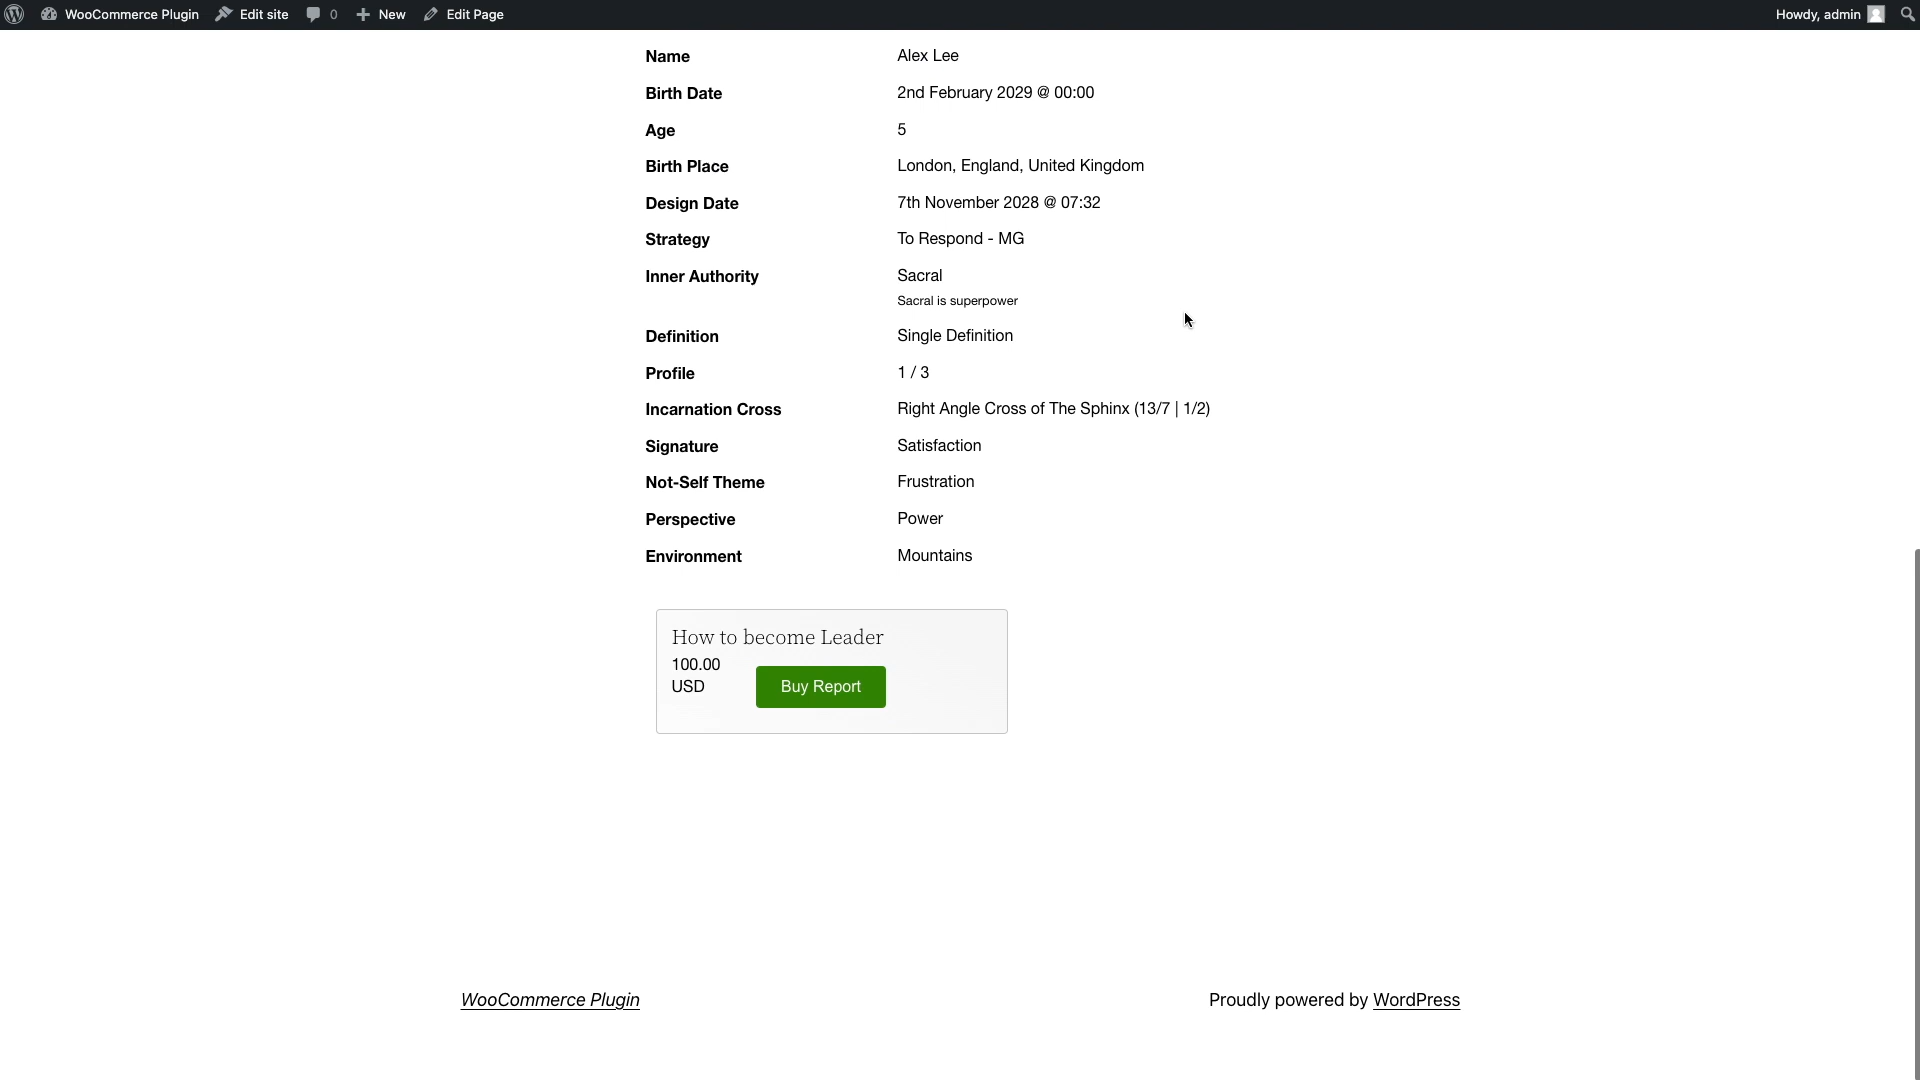 WooCommerce Plugin Edit site 0 New Edit Page Howdy, admin
Name Alex Lee
Birth Date 2nd February 2029 @ 00:00
Age 5
Birth Place London, England, United Kingdom
Design Date 7th November 2028 @ 07:32
Strategy To Respond - MG
Inner Authority Sacral
Sacral is superpower
Definition Single Definition
Profile 1 / 3
Incarnation Cross Right Angle Cross of The Sphinx (13/7 | 1/2)
Signature Satisfaction
Not-Self Theme Frustration
Perspective Power
Environment Mountains
How to become Leader
100.00
USD
Buy Report
WooCommerce Plugin Proudly powered by WordPress